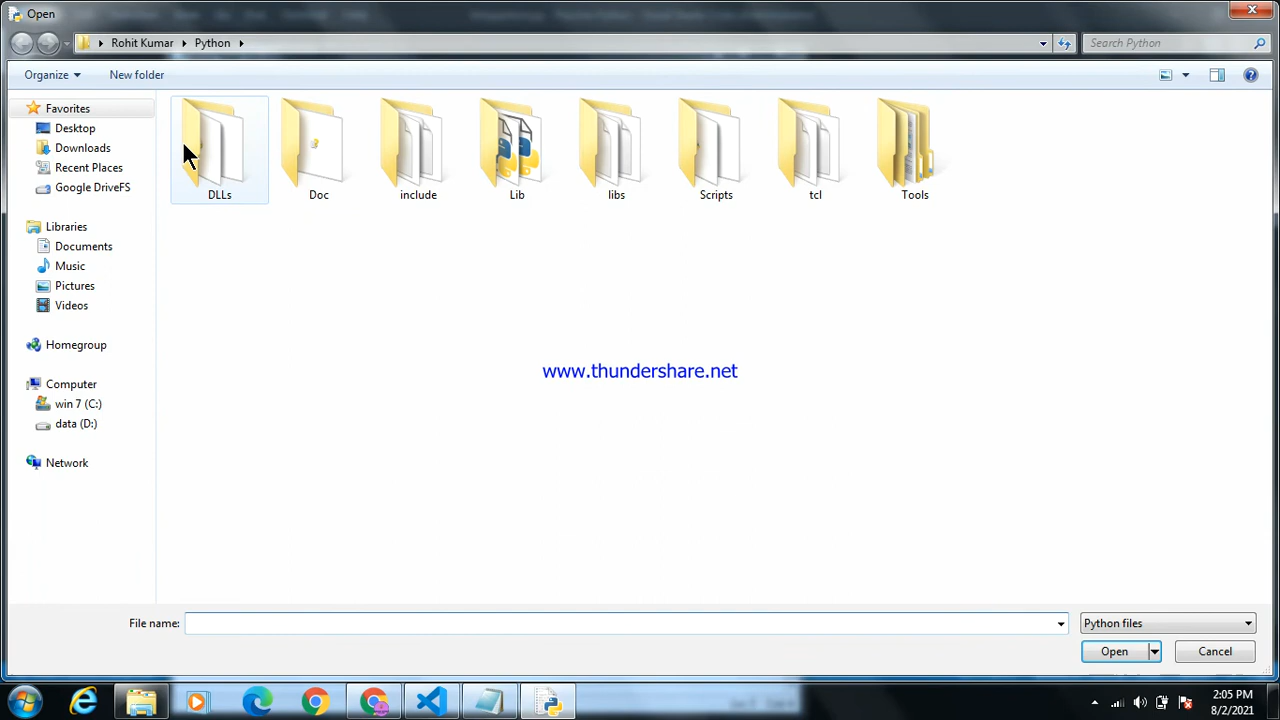 Open
Rohit Kumar Python
Search Python
Organize
New folder
Favorites
Desktop
Downloads
Recent Places
Google DriveFS
Libraries
Documents
Music
Pictures
Videos
Homegroup
Computer
win 7 (C:)
data (D:)
Network
DLLs
Doc
include
Lib
libs
Scripts
tcl
Tools
www.thundershare.net
File name:
Python files
Open
Cancel
2:05 PM
8/2/2021